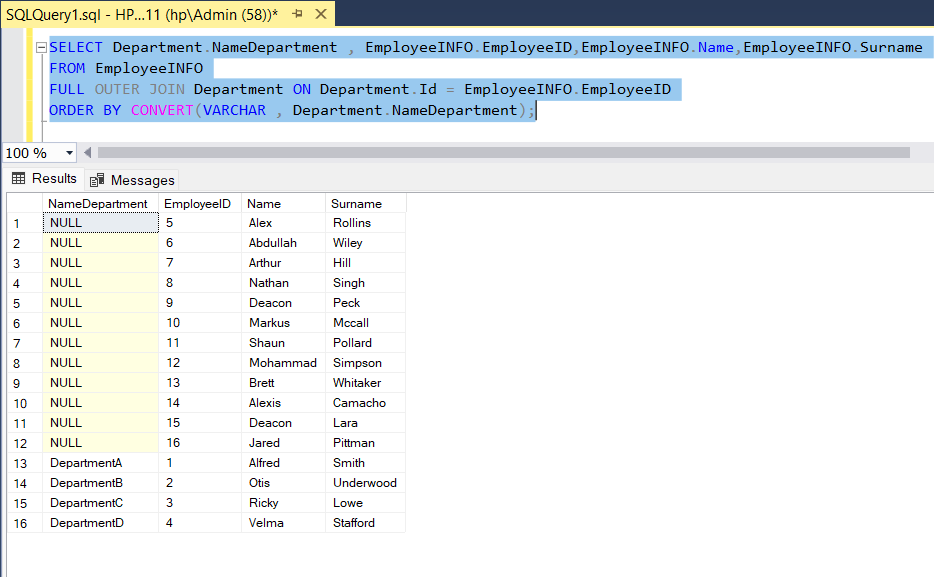 SQLQuery1.sql - HP...11 (hp\Admin (58))*
SELECT Department.NameDepartment , EmployeeINFO.EmployeeID,EmployeeINFO.Name,EmployeeINFO.Surname
FROM EmployeeINFO
FULL OUTER JOIN Department ON Department.Id = EmployeeINFO.EmployeeID
ORDER BY CONVERT(VARCHAR , Department.NameDepartment);
100 %
Results Messages
NameDepartment EmployeeID Name Surname
1 NULL 5 Alex Rollins
2 NULL 6 Abdullah Wiley
3 NULL 7 Arthur Hill
4 NULL 8 Nathan Singh
5 NULL 9 Deacon Peck
6 NULL 10 Markus Mccall
7 NULL 11 Shaun Pollard
8 NULL 12 Mohammad Simpson
9 NULL 13 Brett Whitaker
10 NULL 14 Alexis Camacho
11 NULL 15 Deacon Lara
12 NULL 16 Jared Pittman
13 DepartmentA 1 Alfred Smith
14 DepartmentB 2 Otis Underwood
15 DepartmentC 3 Ricky Lowe
16 DepartmentD 4 Velma Stafford